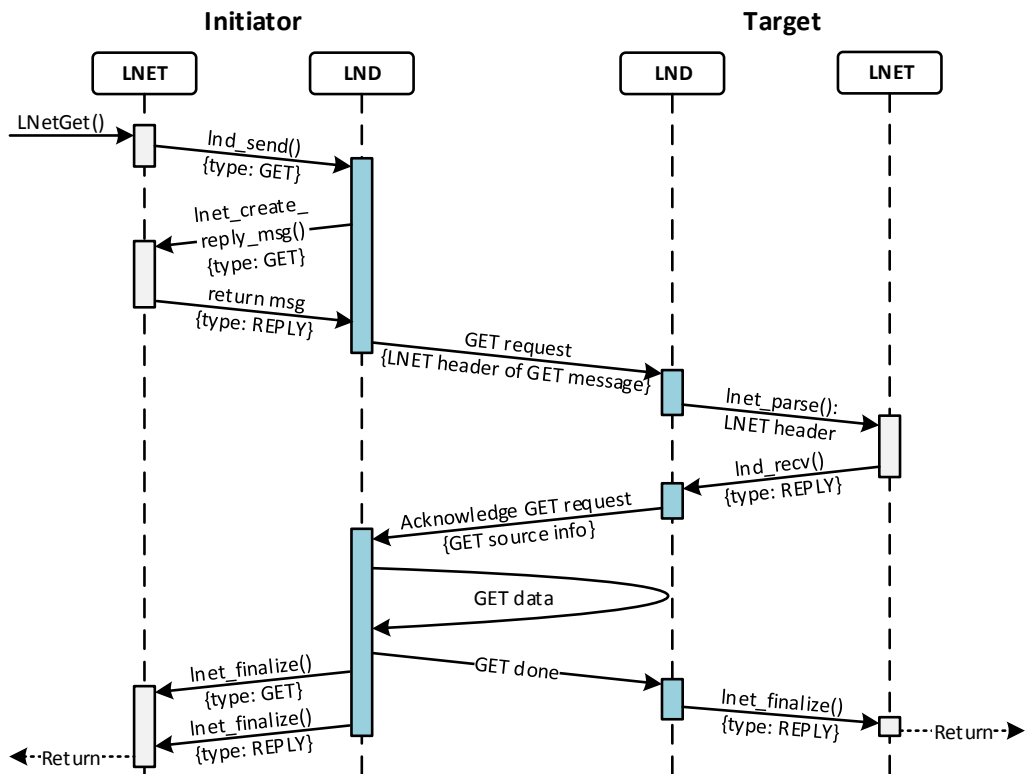 Initiator
Target
LNET
LND
LND
LNET
LNetGet()
lnd_send()
{type: GET}
lnet_create_
reply_msg()
{type: GET}
return msg
{type: REPLY}
GET request
{LNET header of GET message}
lnet_parse():
LNET header
lnd_recv()
{type: REPLY}
Acknowledge GET request
{GET source info}
GET data
GET done
lnet_finalize()
{type: GET}
lnet_finalize()
{type: REPLY}
lnet_finalize()
{type: REPLY}
Return
Return